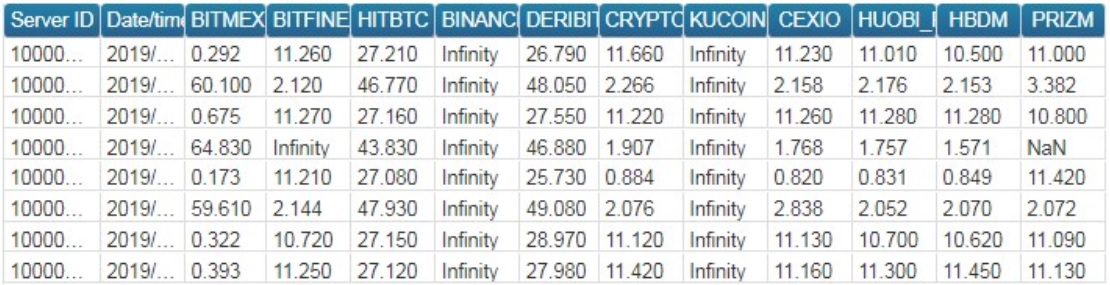 Server ID Date/time BITMEX BITFINE HITBTC BINANC DERIBIT CRYPTO KUCOIN CEXIO HUOBI_ HBDM PRIZM
10000... 2019/... 0.292 11.260 27.210 Infinity 26.790 11.660 Infinity 11.230 11.010 10.500 11.000
10000... 2019/... 60.100 2.120 46.770 Infinity 48.050 2.266 Infinity 2.158 2.176 2.153 3.382
10000... 2019/... 0.675 11.270 27.160 Infinity 27.550 11.220 Infinity 11.260 11.280 11.280 10.800
10000... 2019/... 64.830 Infinity 43.830 Infinity 46.880 1.907 Infinity 1.768 1.757 1.571 NaN
10000... 2019/... 0.173 11.210 27.080 Infinity 25.730 0.884 Infinity 0.820 0.831 0.849 11.420
10000... 2019/... 59.610 2.144 47.930 Infinity 49.080 2.076 Infinity 2.838 2.052 2.070 2.072
10000... 2019/... 0.322 10.720 27.150 Infinity 28.970 11.120 Infinity 11.130 10.700 10.620 11.090
10000... 2019/... 0.393 11.250 27.120 Infinity 27.980 11.420 Infinity 11.160 11.300 11.450 11.130